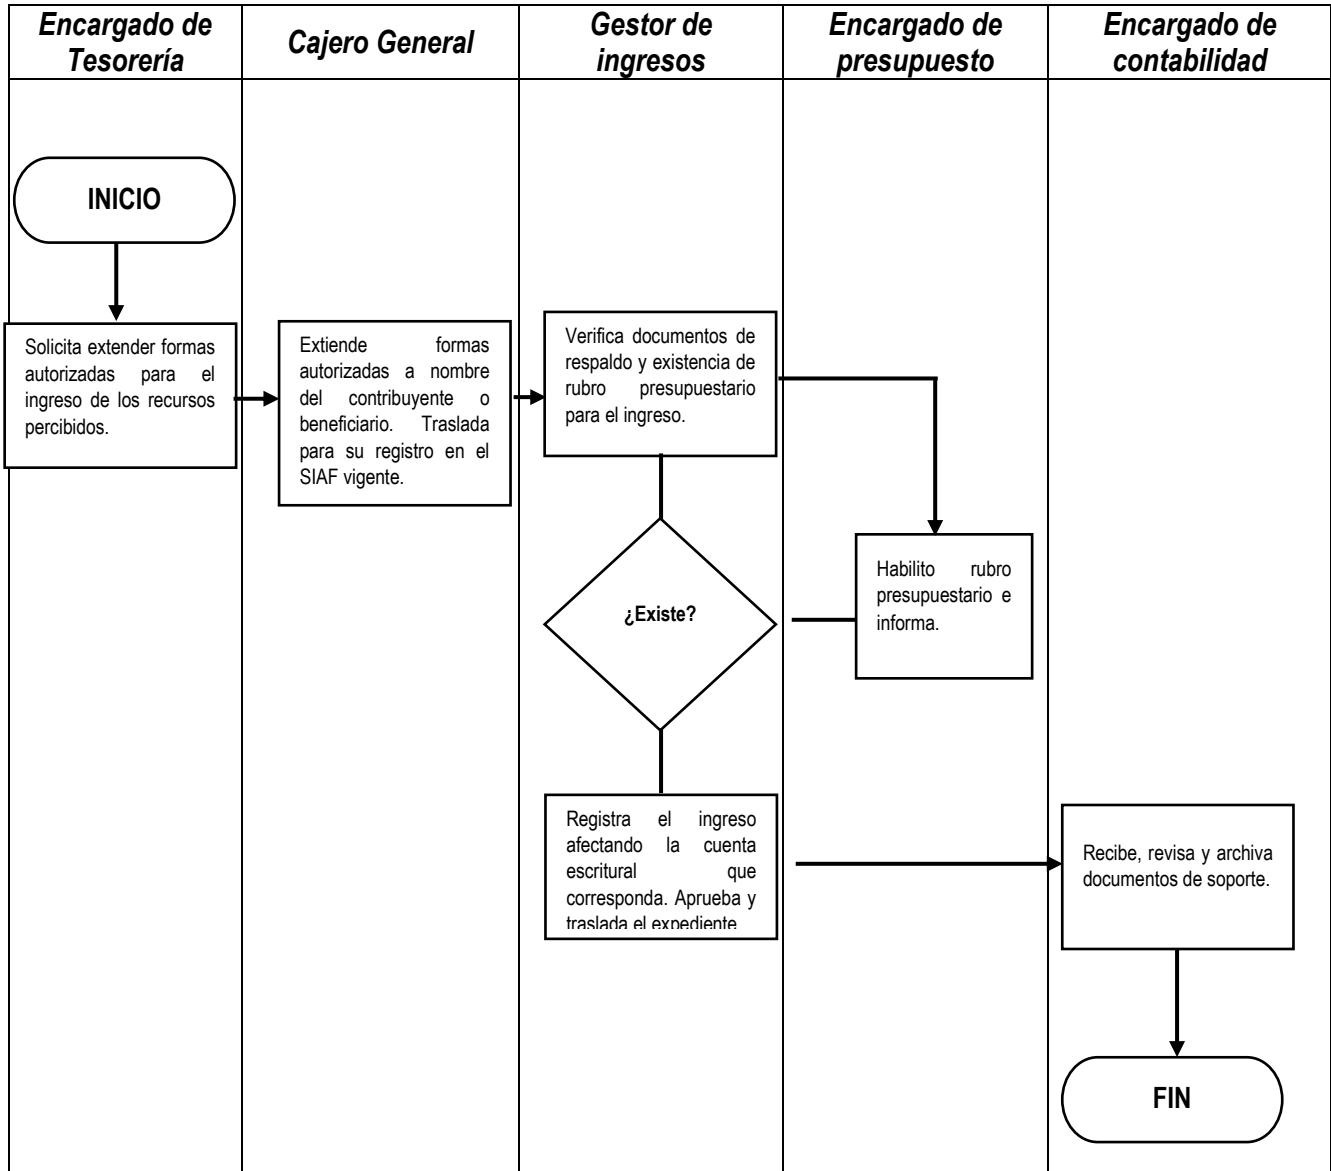 Encargado de
Tesorería
Cajero General
Gestor de
ingresos
Encargado de
presupuesto
Encargado de
contabilidad
INICIO
Solicita extender formas
autorizadas para el
ingreso de los recursos
percibidos.
Extiende formas
autorizadas a nombre
del contribuyente o
beneficiario. Traslada
para su registro en el
SIAF vigente.
Verifica documentos de
respaldo y existencia de
rubro presupuestario
para el ingreso.
¿Existe?
Habilito rubro
presupuestario e
informa.
Registra el ingreso
afectando la cuenta
escritural que
corresponda. Aprueba y
traslada el expediente
Recibe, revisa y archiva
documentos de soporte.
FIN